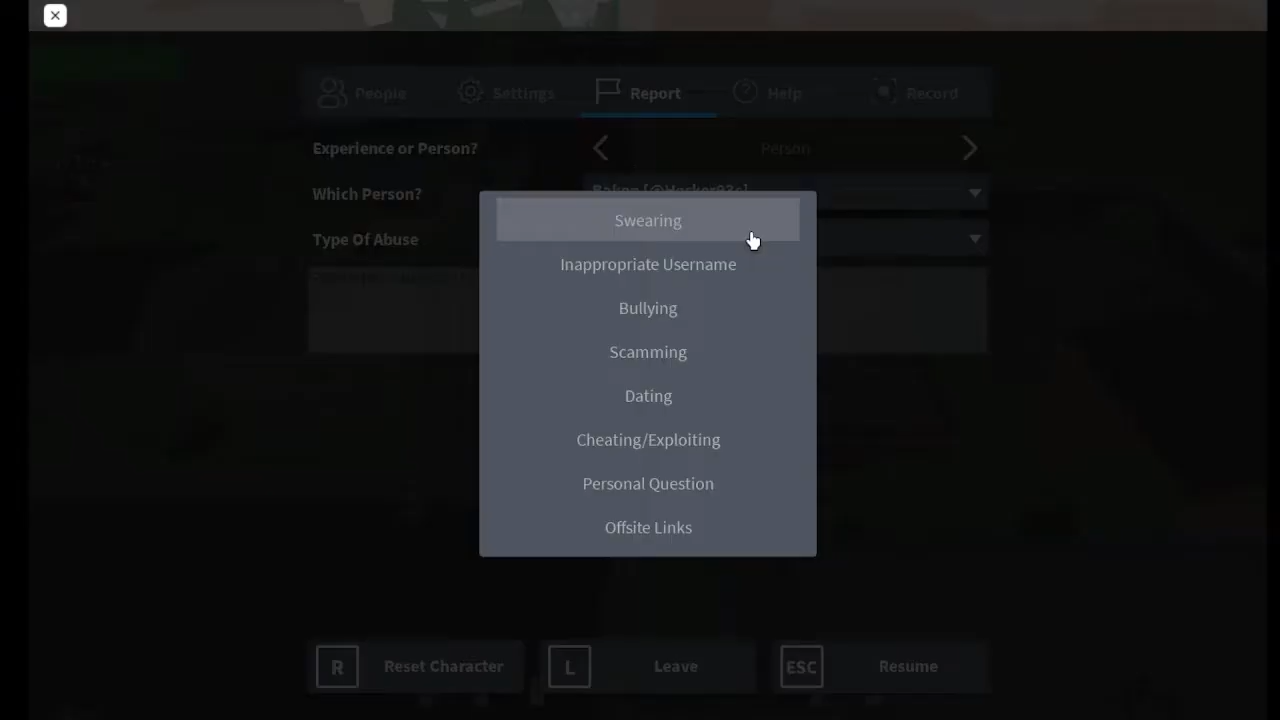 People Settings Report Help Record
Experience or Person? Person
Which Person?
Type Of Abuse
Swearing
Inappropriate Username
Bullying
Scamming
Dating
Cheating/Exploiting
Personal Question
Offsite Links
R Reset Character L Leave ESC Resume